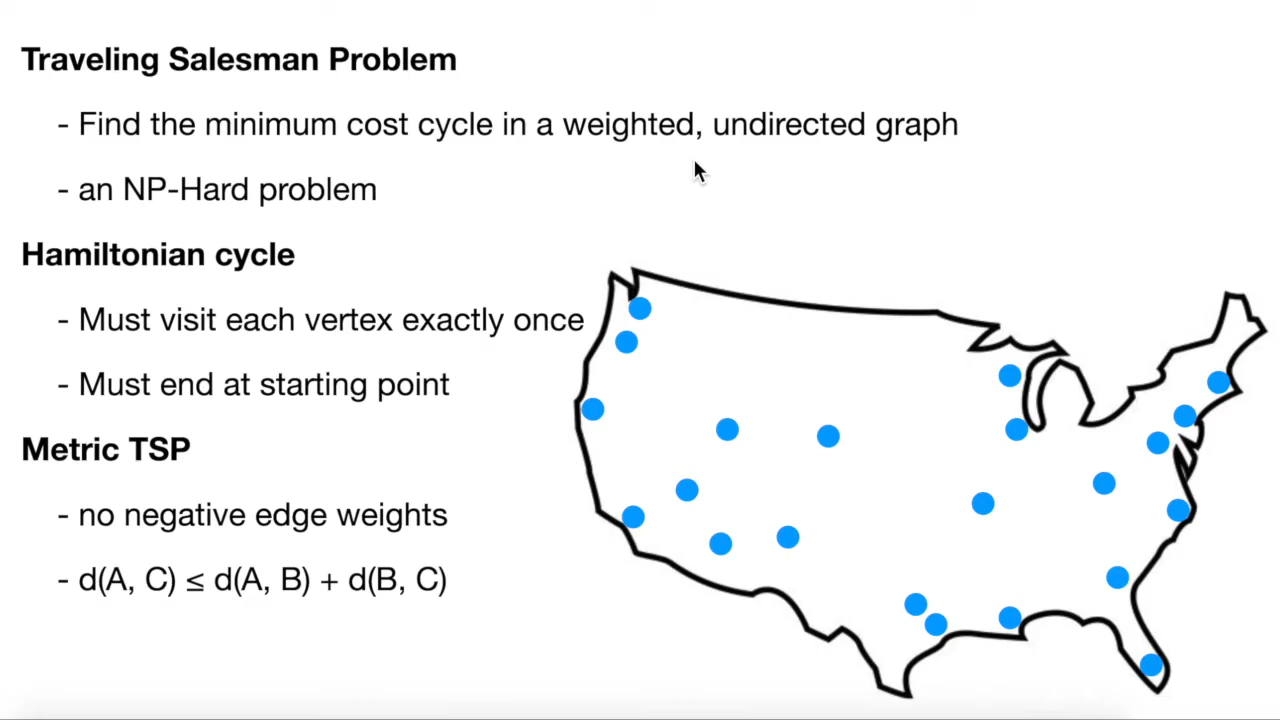 Traveling Salesman Problem
- Find the minimum cost cycle in a weighted, undirected graph
- an NP-Hard problem
Hamiltonian cycle
- Must visit each vertex exactly once
- Must end at starting point
Metric TSP
- no negative edge weights
- d(A, C) ≤ d(A, B) + d(B, C)